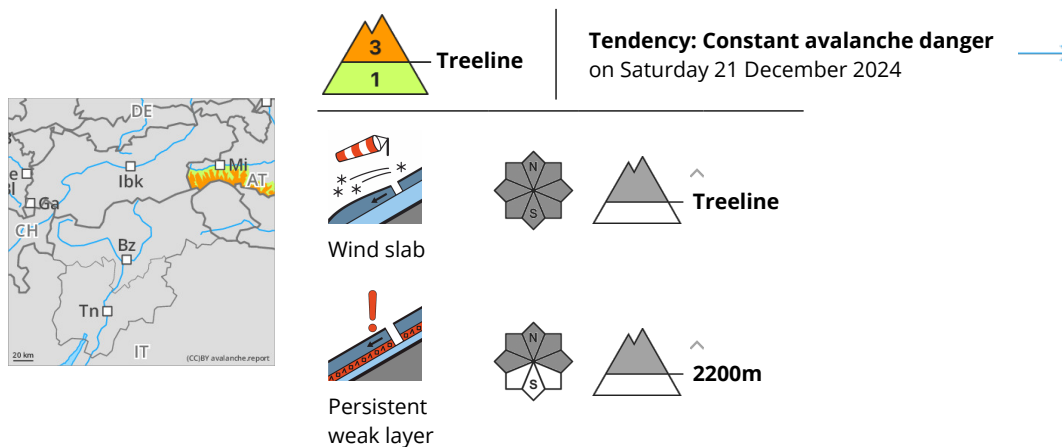 3
1
Treeline
Tendency: Constant avalanche danger
on Saturday 21 December 2024
DE
Mi
Ibk
AT
Ga
CH
Bz
Tn
IT
20 km
(CC)BY avalanche.report
N
S
Treeline
Wind slab
N
S
2200m
Persistent
weak layer